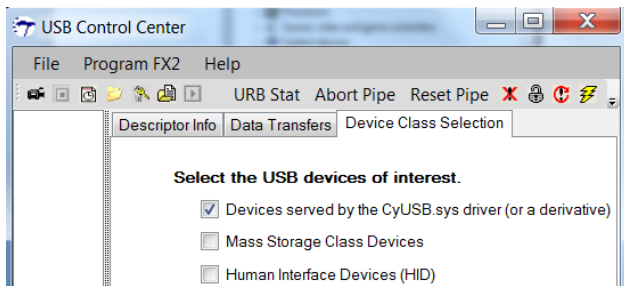 USB Control Center
File Program FX2 Help
URB Stat Abort Pipe Reset Pipe
Descriptor Info Data Transfers Device Class Selection
Select the USB devices of interest.
Devices served by the CyUSB.sys driver (or a derivative)
Mass Storage Class Devices
Human Interface Devices (HID)